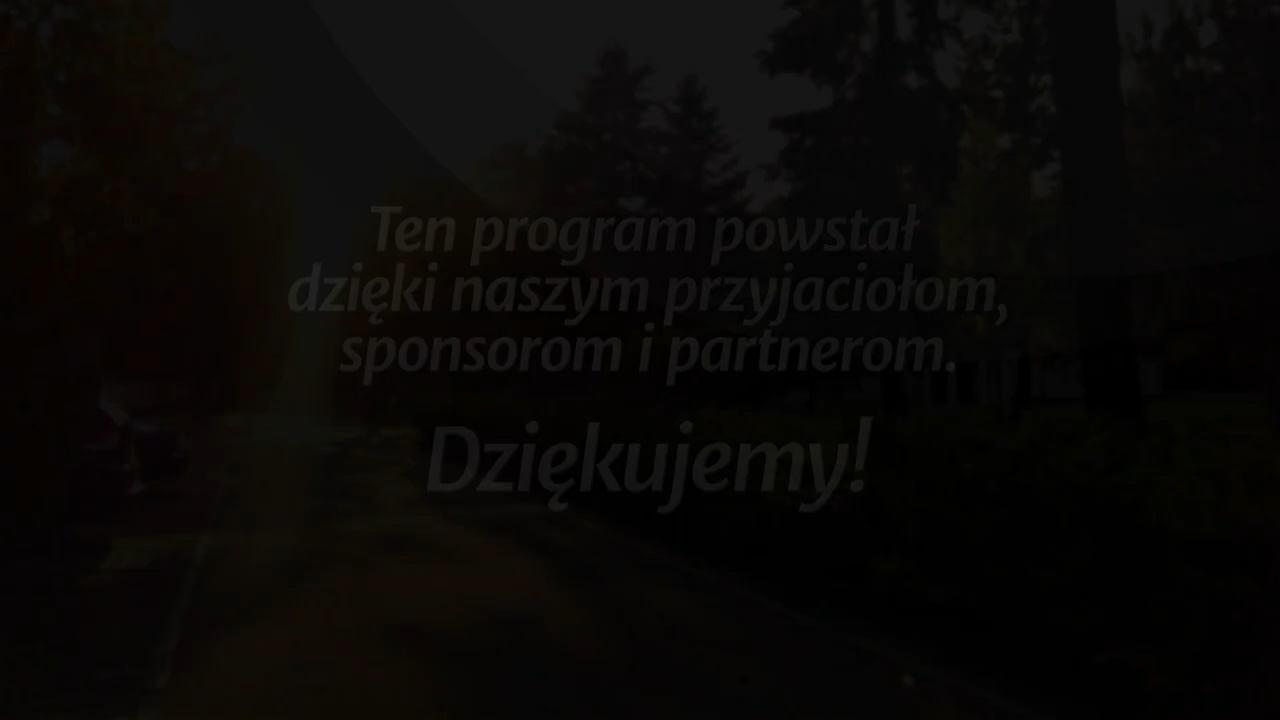 Ten program powstał
dzięki naszym przyjaciołom,
sponsorom i partnerom.
Dziękujemy!